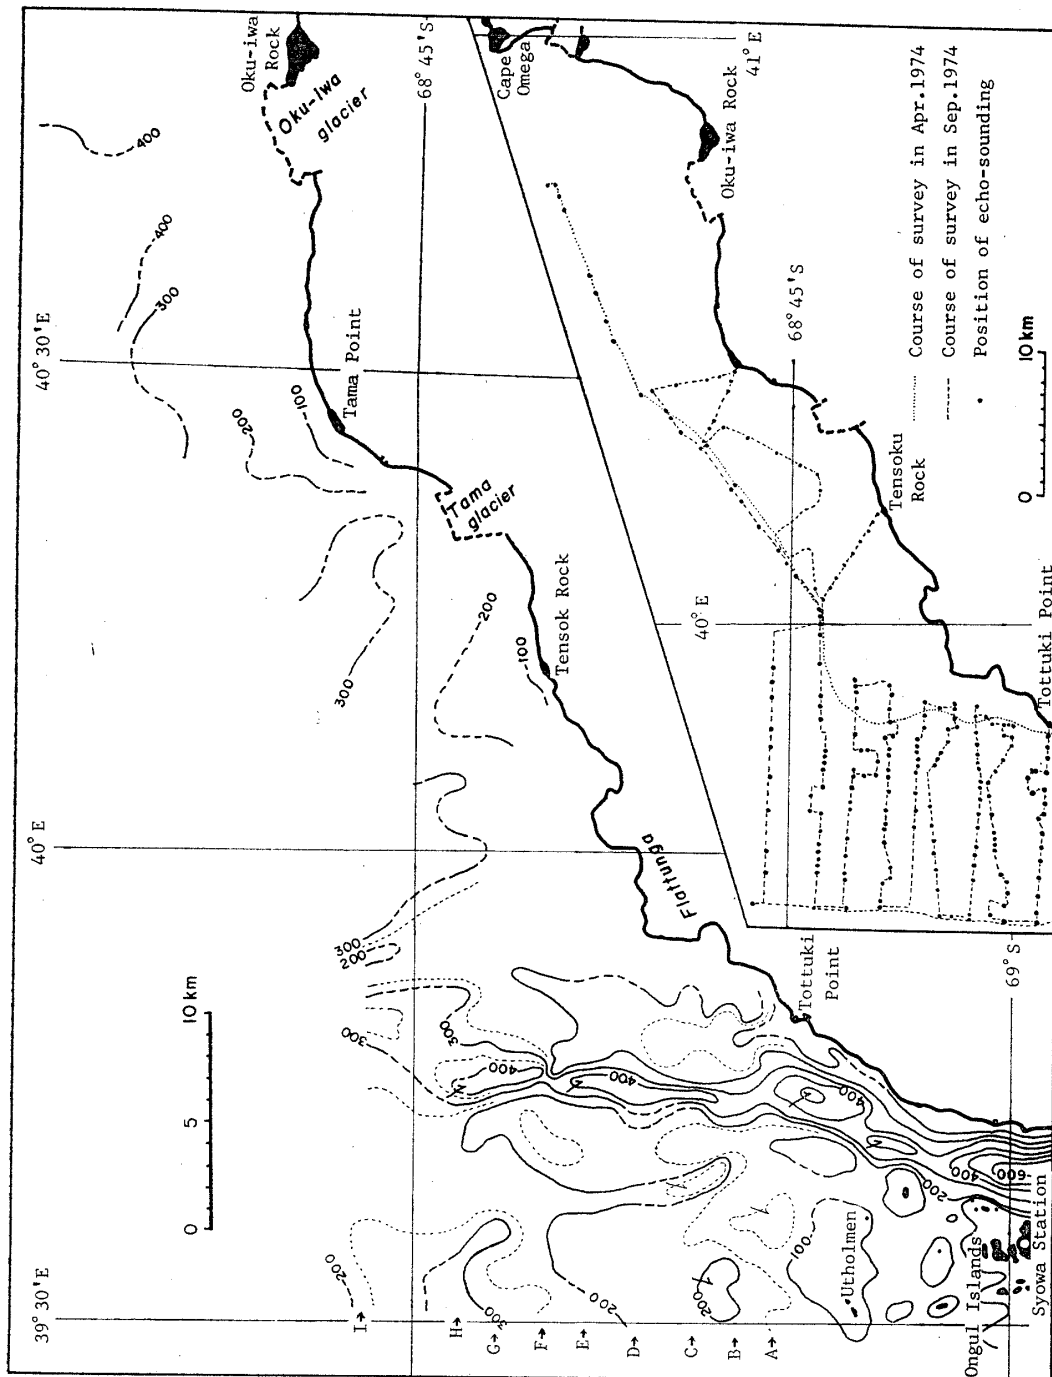 Oku-iwa
Rock
Oku-Iwa
glacier
68° 45'S
Cape
Omega
41° E
400
400
300
200
100
40° 30'E
Tama Point
Tama
glacier
Oku-iwa Rock
Course of survey in Apr.1974
Course of survey in Sep.1974
Position of echo-sounding
68° 45'S
0
10 km
Tensoku
Rock
40° E
Tottuki Point
300
200
100
Tensok Rock
40° E
Flattunga
300
200
300
300
400
400
400
400
600
200
Tottuki
Point
69° S
0
5
10 km
39° 30'E
200
300
200
200
100
I→
H→
G→
F→
E→
D→
C→
B→
A→
Utholmen
Ongul Islands
Syowa Station